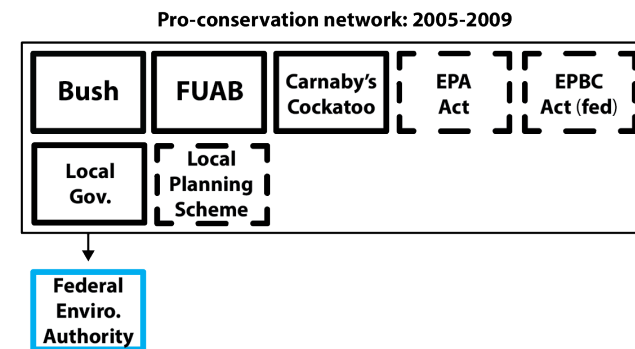 Pro-conservation network: 2005-2009
Bush
FUAB
Carnaby's
Cockatoo
EPA
Act
EPBC
Act (fed)
Local
Gov.
Local
Planning
Scheme
Federal
Enviro.
Authority